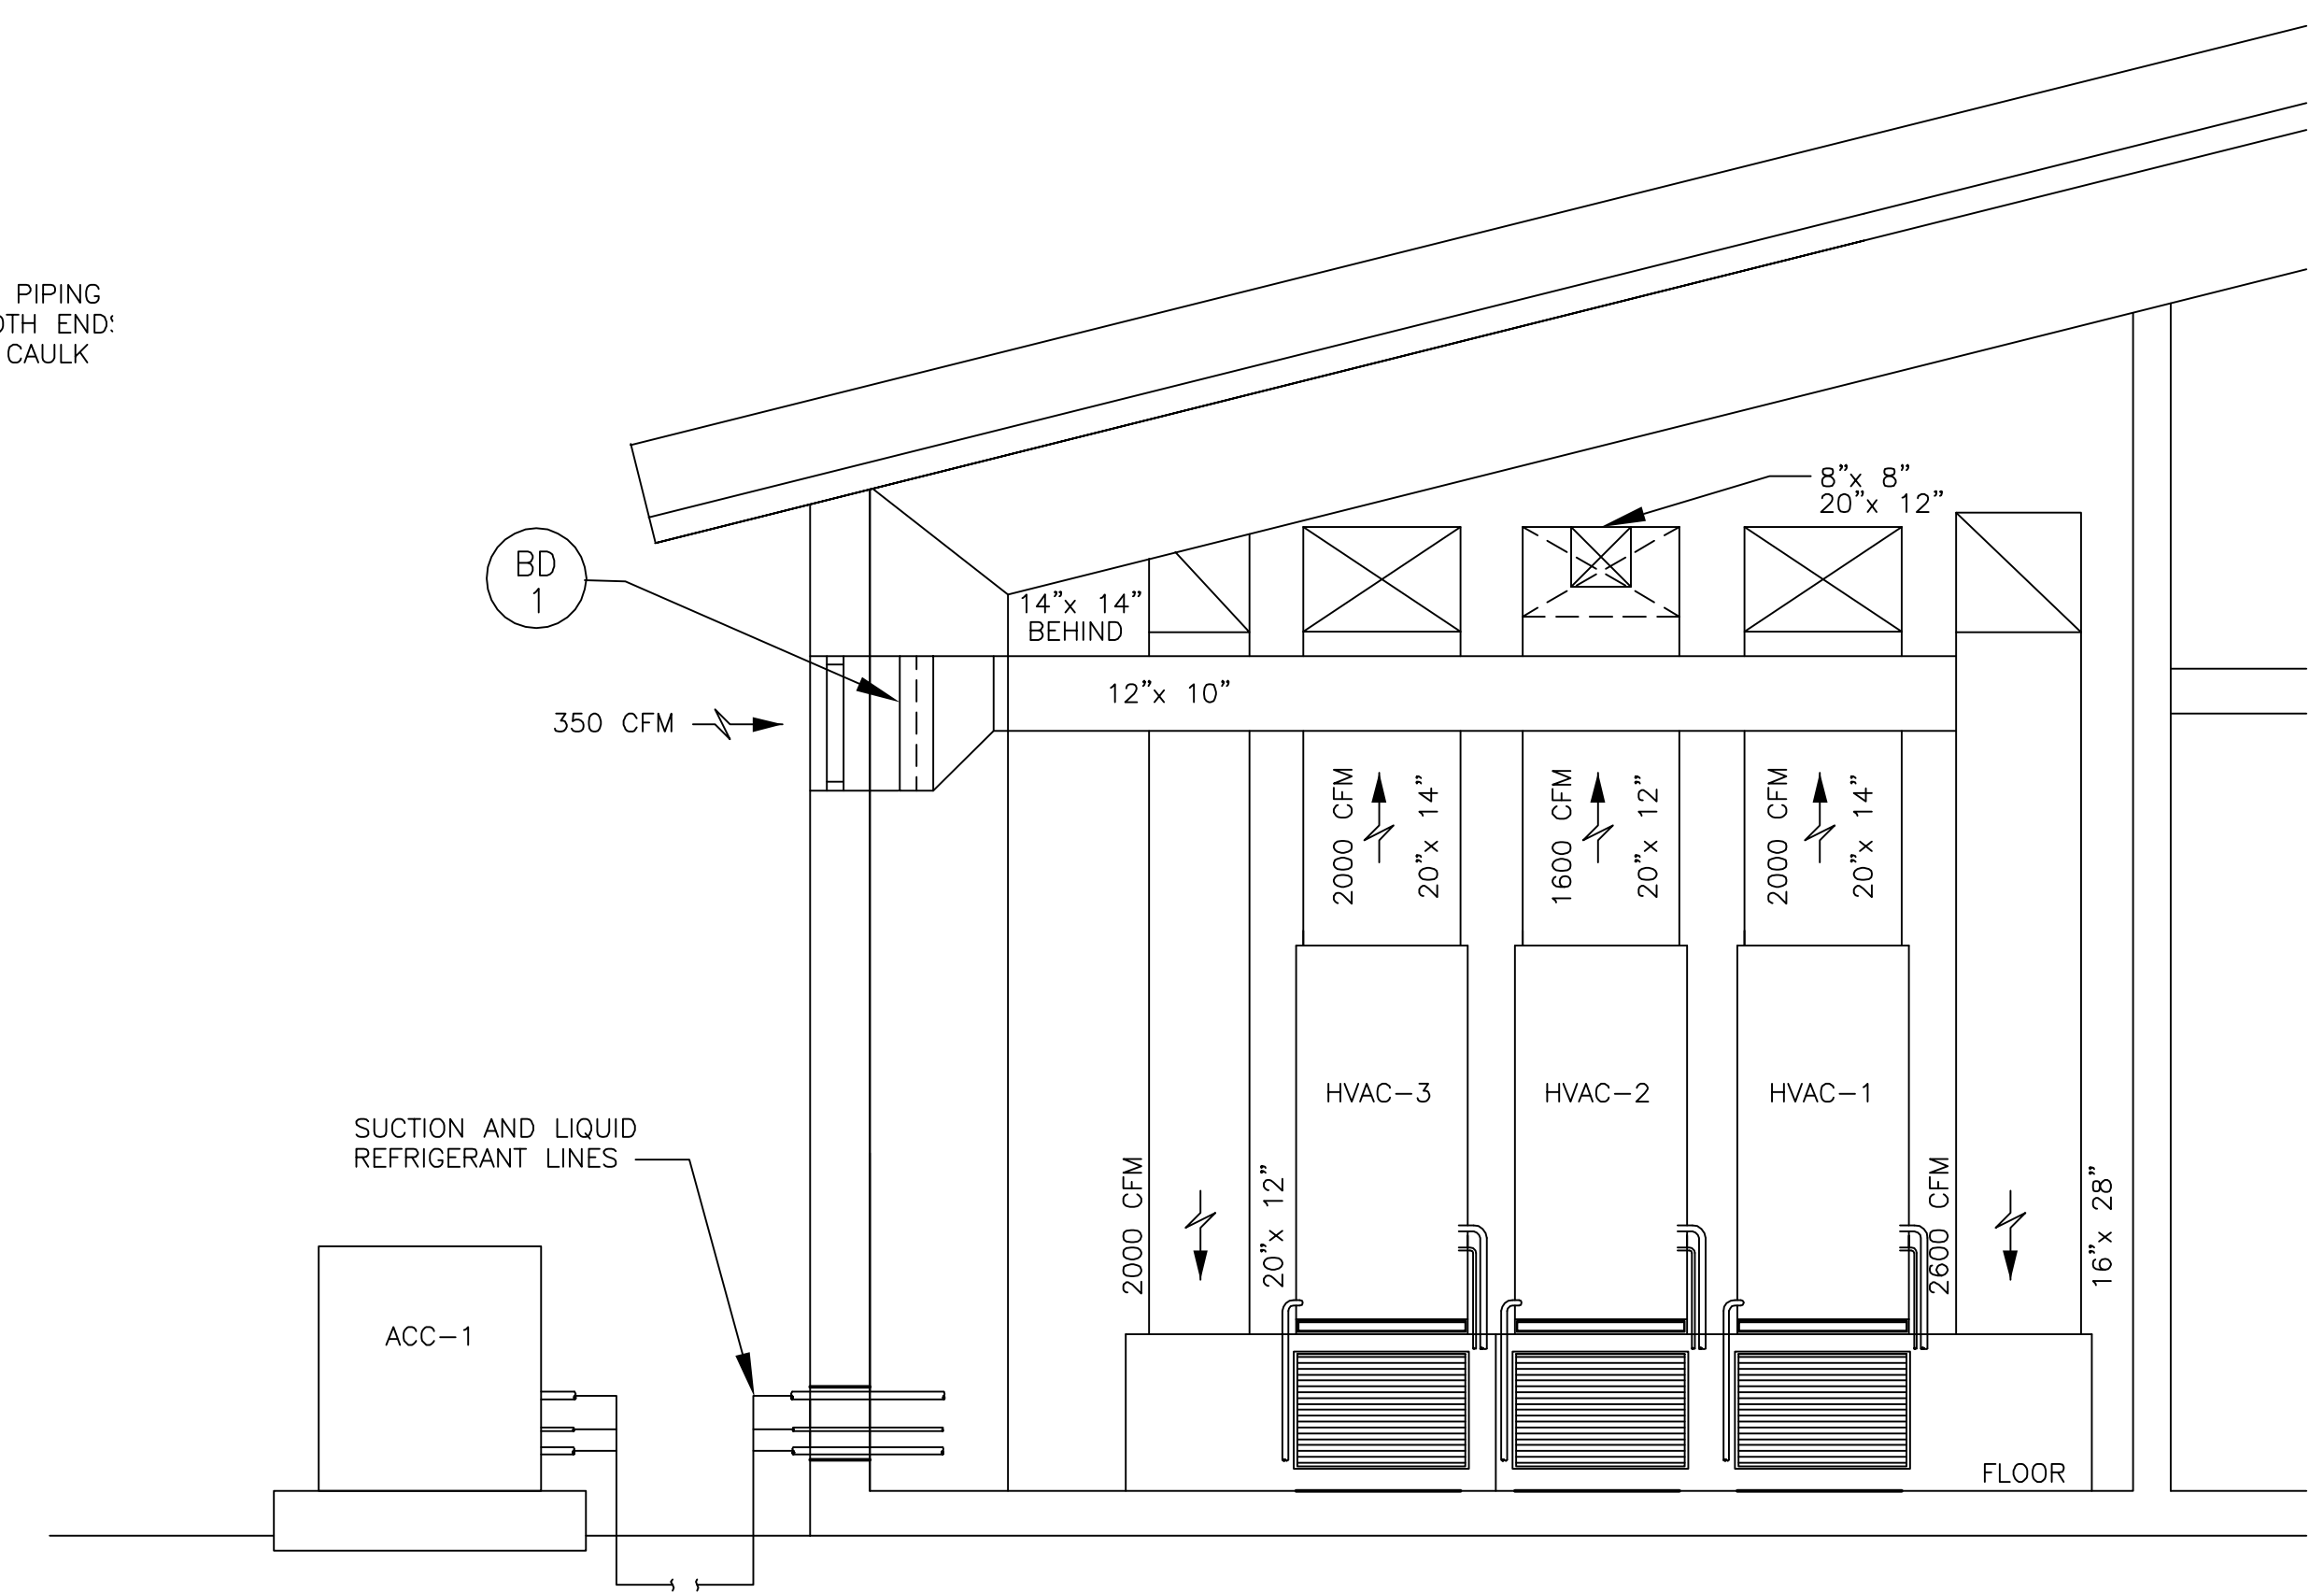 PIPING
CAULK
8”x 8”
20”x 12”
BD
1
14”x 14”
BEHIND
12”x 10”
350 CFM
2000 CFM
20”x 14”
1600 CFM
20”x 12”
2000 CFM
20”x 14”
HVAC-3
HVAC-2
HVAC-1
SUCTION AND LIQUID
REFRIGERANT LINES
2000 CFM
20”x 12”
2600 CFM
16”x 28”
ACC-1
FLOOR